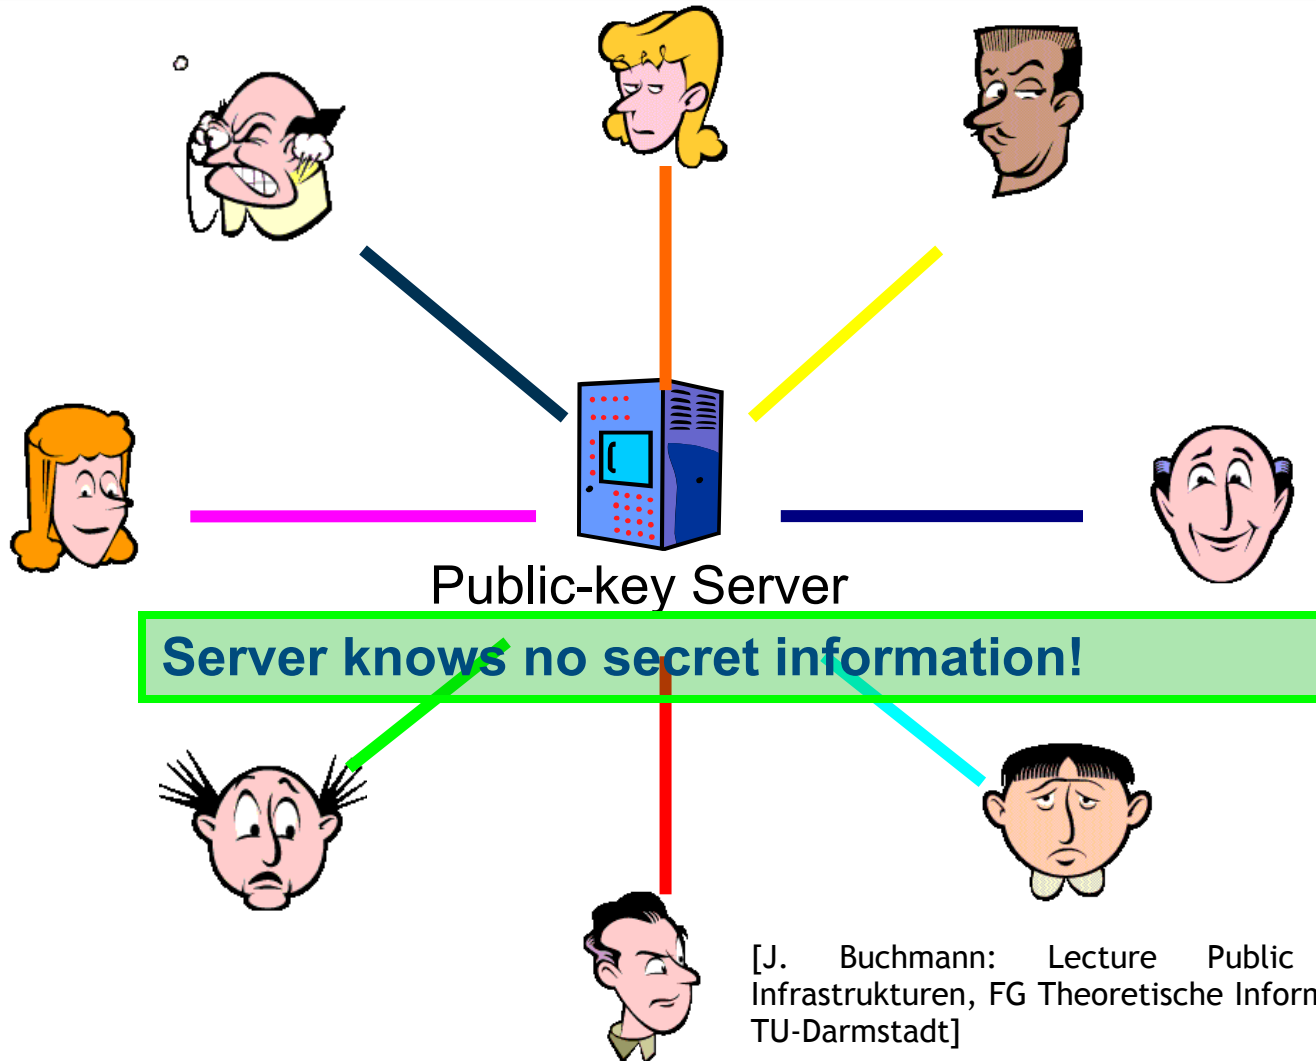 Public-key Server
Server knows no secret information!
[J. Buchmann: Lecture Public
Infrastrukturen, FG Theoretische Inform
TU-Darmstadt]